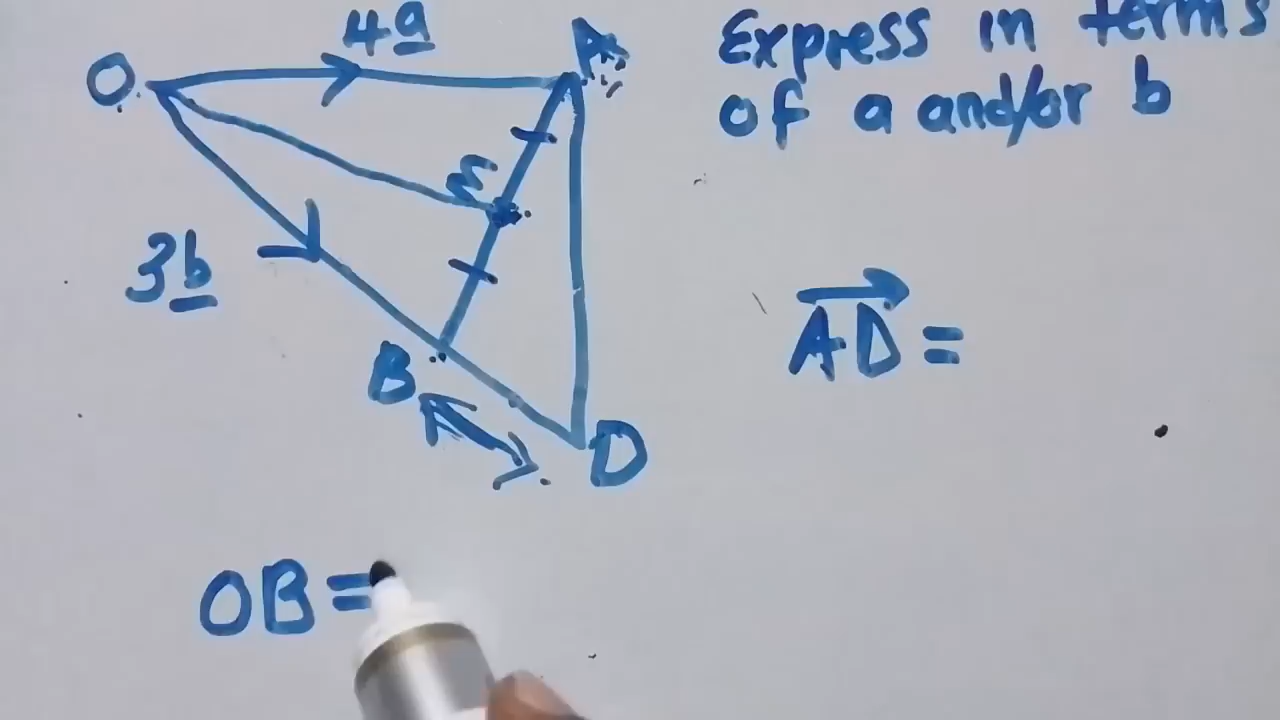 4a
O
A
E
3b
B
D
Express in terms
of a and/or b
AD=
OB=